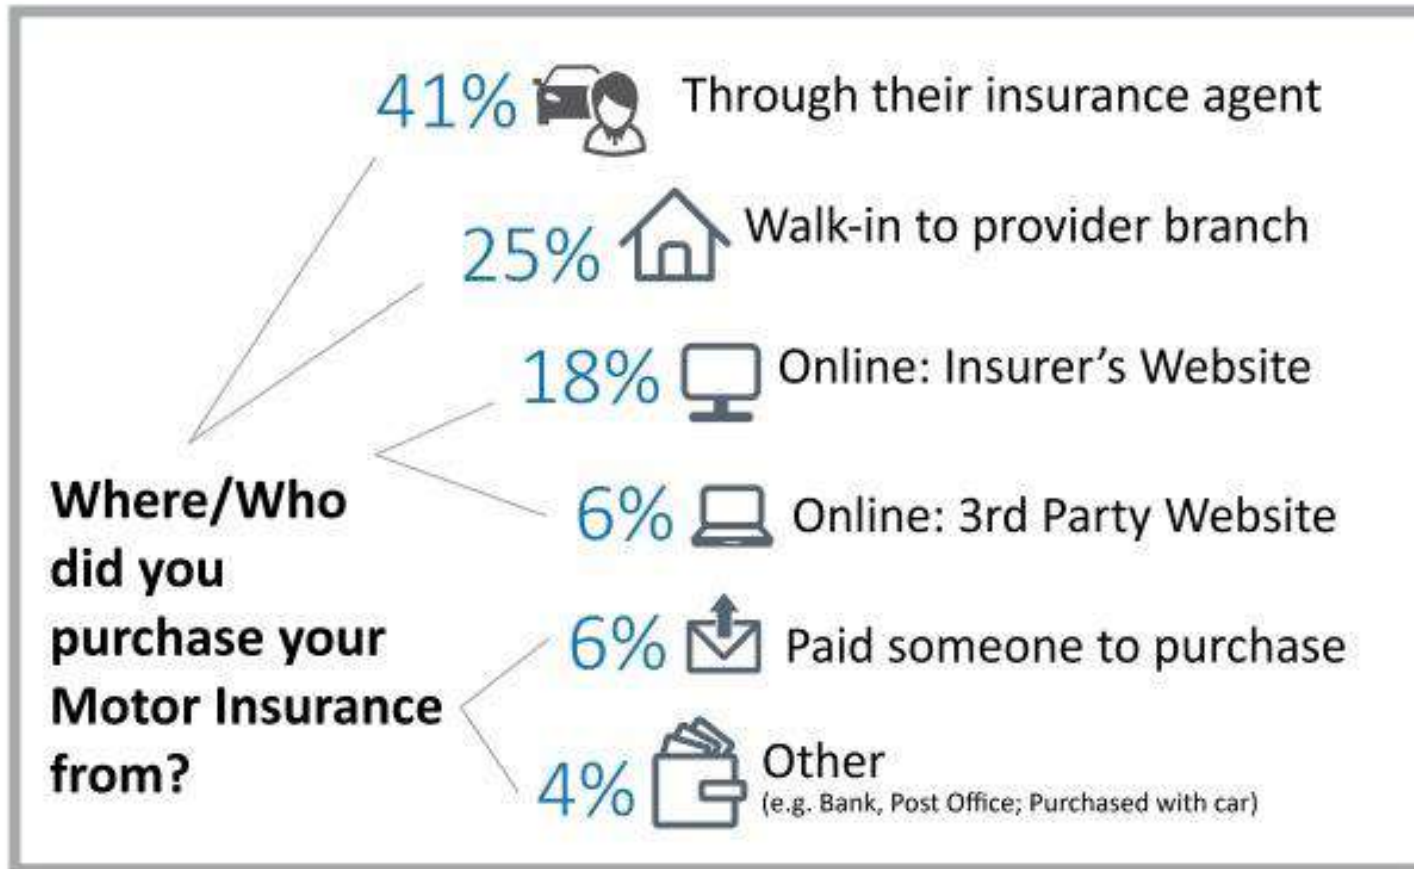 41% Through their insurance agent
25% Walk-in to provider branch
18% Online: Insurer’s Website
6% Online: 3rd Party Website
6% Paid someone to purchase
4% Other
(e.g. Bank, Post Office; Purchased with car)
Where/Who
did you
purchase your
Motor Insurance
from?